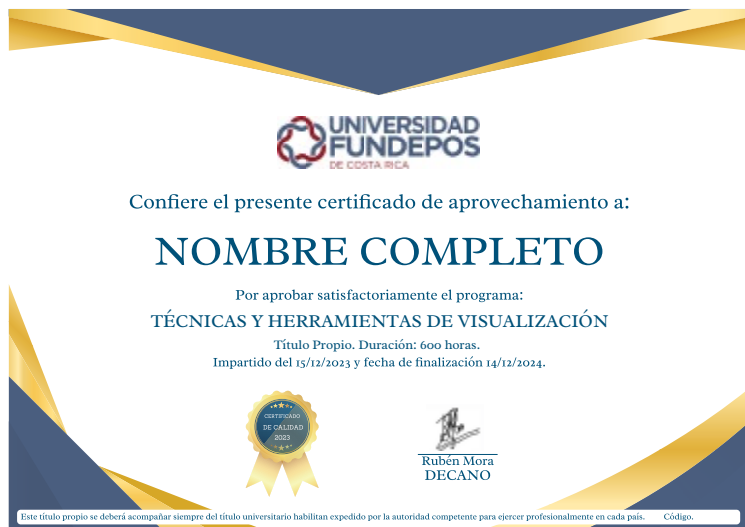 UNIVERSIDAD
FUNDEPOS
DE COSTA RICA
Confiere el presente certificado de aprovechamiento a:
NOMBRE COMPLETO
Por aprobar satisfactoriamente el programa:
TÉCNICAS Y HERRAMIENTAS DE VISUALIZACIÓN
Título Propio. Duración: 600 horas.
Impartido del 15/12/2023 y fecha de finalización 14/12/2024.
CERTIFICADO
DE CALIDAD
2023
Rubén Mora
DECANO
Este título propio se deberá acompañar siempre del título universitario habilitan expedido por la autoridad competente para ejercer profesionalmente en cada país. Código.